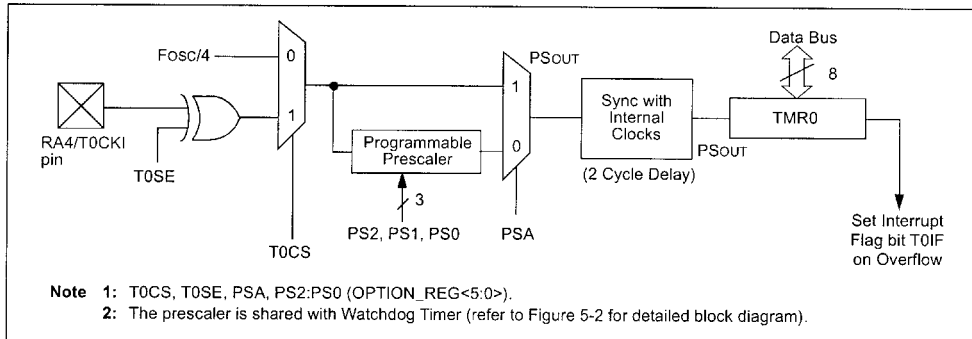 Data Bus
8
FOSC/4
0
PSOUT
1
1
Sync with
Internal
Clocks
TMR0
RA4/T0CKI
pin
T0SE
Programmable
Prescaler
0
PSOUT
(2 Cycle Delay)
3
PS2, PS1, PS0
PSA
T0CS
Set Interrupt
Flag bit T0IF
on Overflow
Note 1: T0CS, T0SE, PSA, PS2:PS0 (OPTION_REG<5:0>).
2: The prescaler is shared with Watchdog Timer (refer to Figure 5-2 for detailed block diagram).